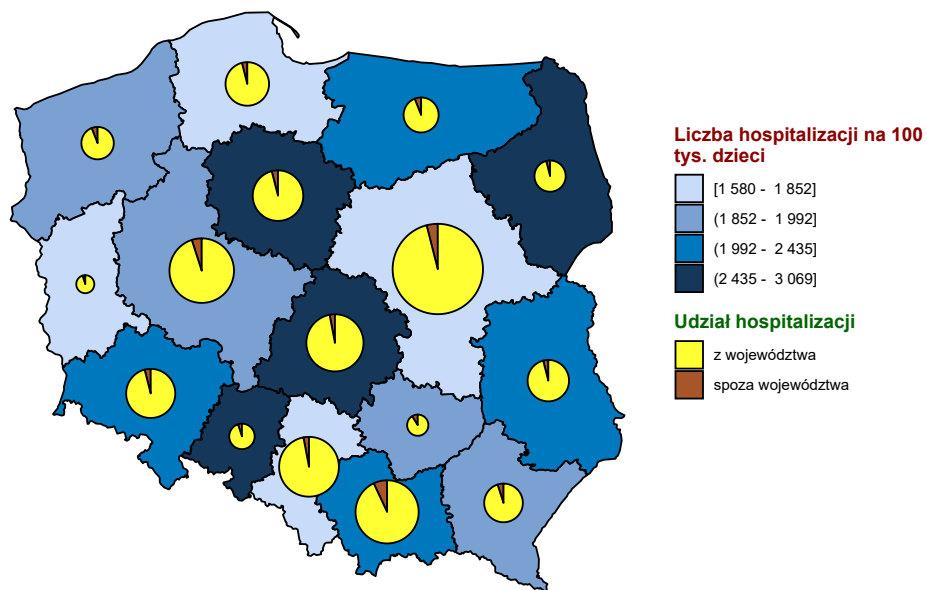 Liczba hospitalizacji na 100
tys. dzieci
[1 580 - 1 852]
(1 852 - 1 992]
(1 992 - 2 435]
(2 435 - 3 069]
Udział hospitalizacji
z województwa
spoza województwa